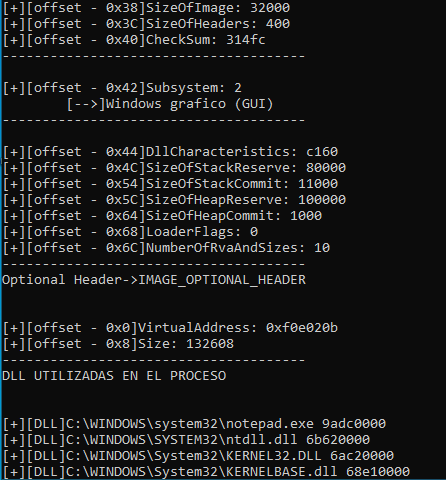 [+][offset - 0x38]SizeOfImage: 32000
[+][offset - 0x3C]SizeOfHeaders: 400
[+][offset - 0x40]CheckSum: 314fc
--------------------------------------
[+][offset - 0x42]Subsystem: 2
[-->]Windows grafico (GUI)
--------------------------------------
[+][offset - 0x44]DllCharacteristics: c160
[+][offset - 0x4C]SizeOfStackReserve: 80000
[+][offset - 0x54]SizeOfStackCommit: 11000
[+][offset - 0x5C]SizeOfHeapReserve: 100000
[+][offset - 0x64]SizeOfHeapCommit: 1000
[+][offset - 0x68]LoaderFlags: 0
[+][offset - 0x6C]NumberOfRvaAndSizes: 10
--------------------------------------
Optional Header->IMAGE_OPTIONAL_HEADER
[+][offset - 0x0]VirtualAddress: 0xf0e020b
[+][offset - 0x8]Size: 132608
--------------------------------------
DLL UTILIZADAS EN EL PROCESO
[+][DLL]C:\WINDOWS\system32\notepad.exe 9adc0000
[+][DLL]C:\WINDOWS\SYSTEM32\ntdll.dll 6b620000
[+][DLL]C:\WINDOWS\System32\KERNEL32.DLL 6ac20000
[+][DLL]C:\WINDOWS\System32\KERNELBASE.dll 68e10000